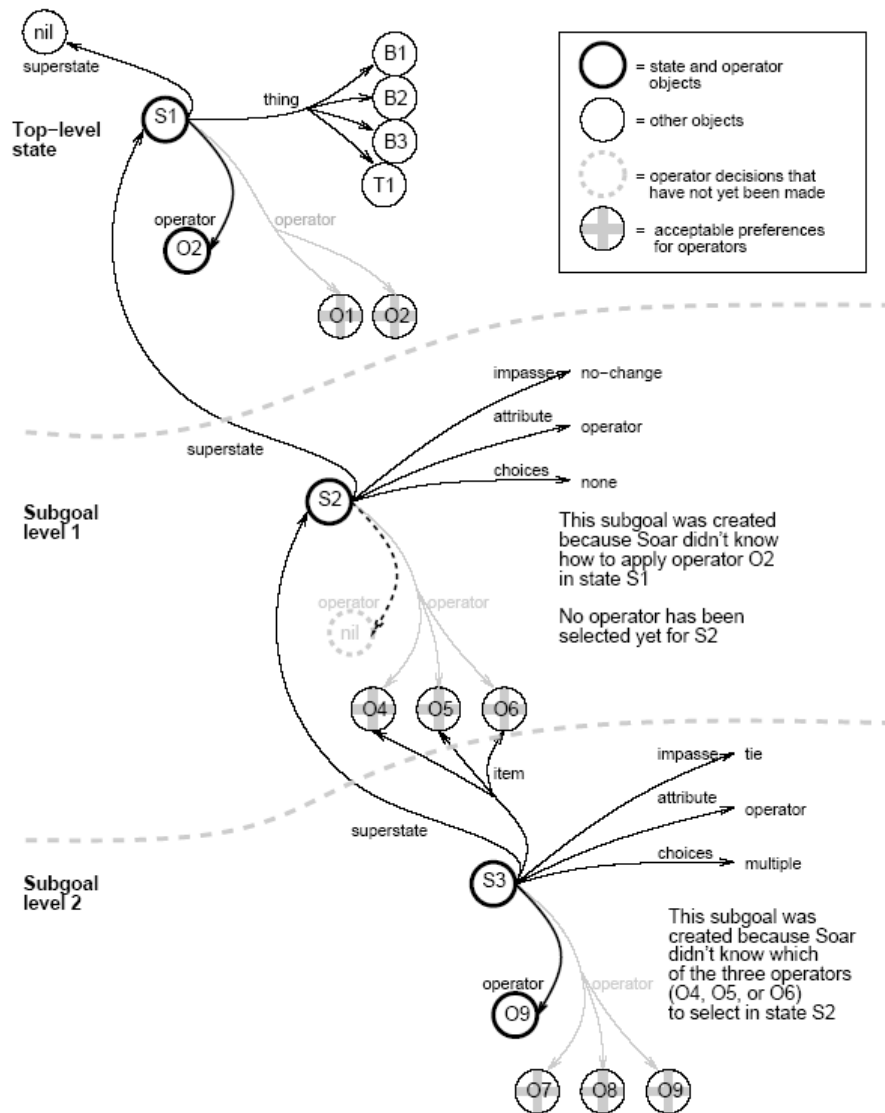 nil
superstate
S1
Top-level
state
thing
B1
B2
B3
T1
operator
O2
operator
O1
O2
= state and operator
objects
= other objects
= operator decisions that
have not yet been made
= acceptable preferences
for operators
superstate
Subgoal
level 1
S2
impasse
no-change
attribute
operator
choices
none
This subgoal was created
because Soar didn't know
how to apply operator O2
in state S1
No operator has been
selected yet for S2
operator
nil
operator
O4
O5
O6
item
superstate
Subgoal
level 2
S3
impasse
tie
attribute
operator
choices
multiple
This subgoal was
created because Soar
didn't know which
of the three operators
(O4, O5, or O6)
to select in state S2
operator
O9
operator
O7
O8
O9